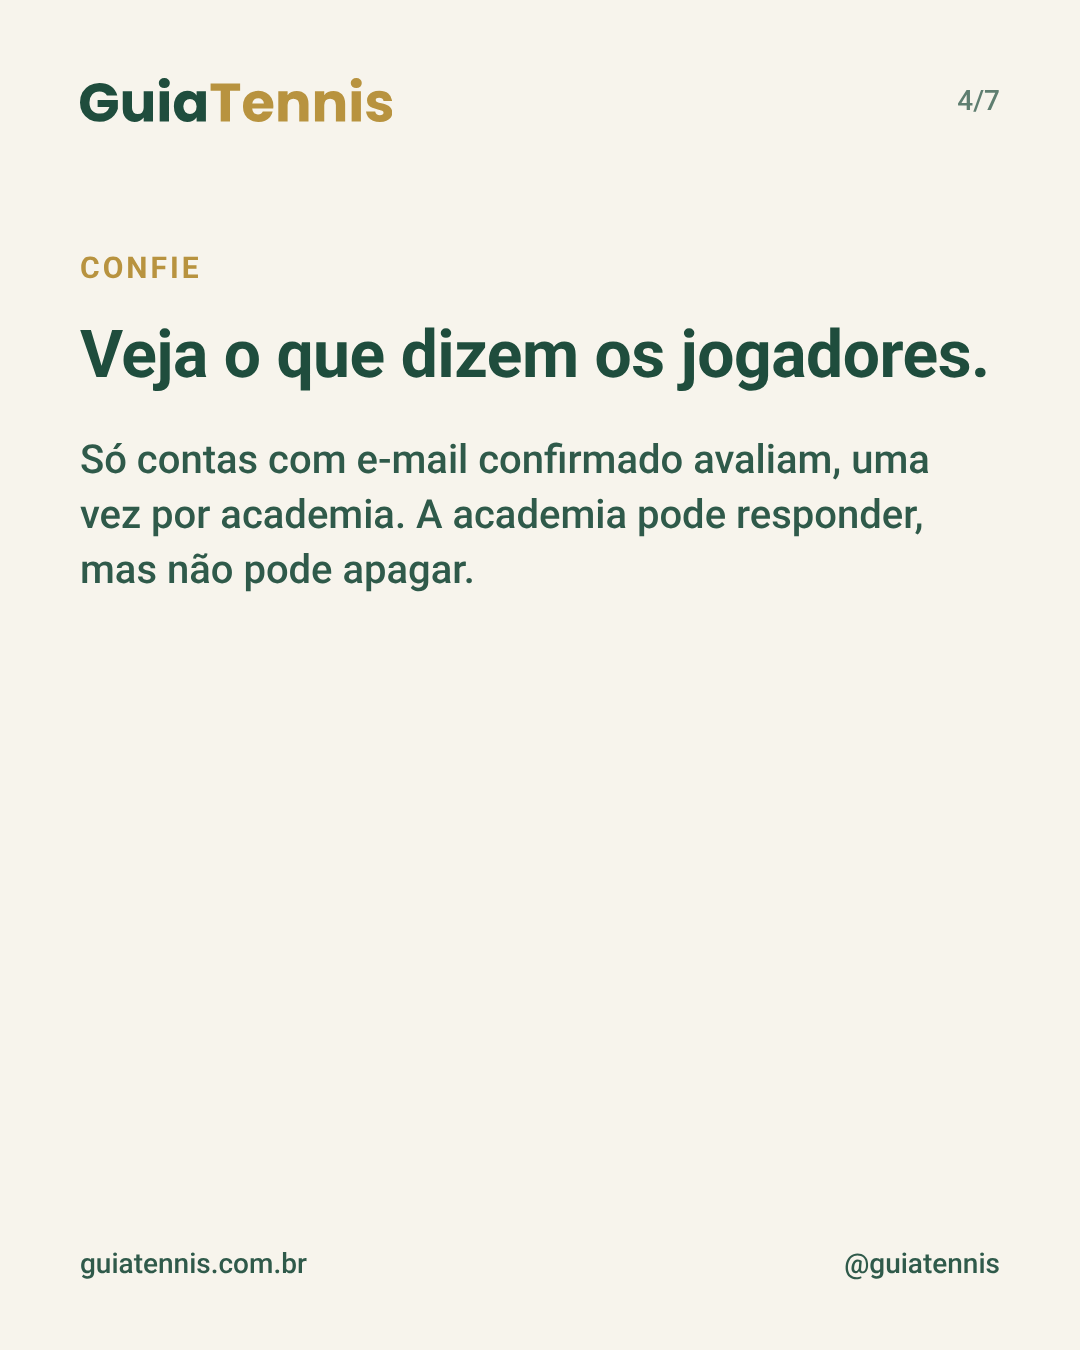 GuiaTennis
4/7
CONFIE
Veja o que dizem os jogadores.
Só contas com e-mail confirmado avaliam, uma
vez por academia. A academia pode responder,
mas não pode apagar.
guiatennis.com.br
@guiatennis